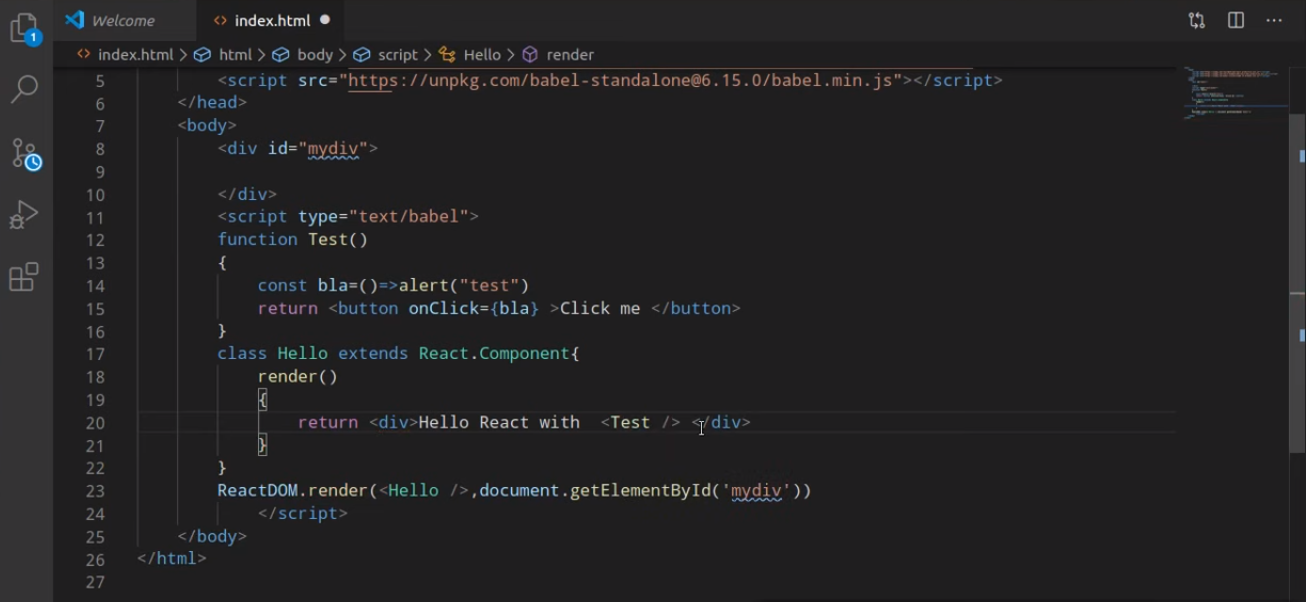 1
Welcome
index.html
index.html > html > body > script > Hello > render
5 <script src="https://unpkg.com/babel-standalone@6.15.0/babel.min.js"></script>
6 </head>
7 <body>
8 <div id="mydiv">
9
10 </div>
11 <script type="text/babel">
12 function Test()
13 {
14 const bla=()=>alert("test")
15 return <button onClick={bla} >Click me </button>
16 }
17 class Hello extends React.Component{
18 render()
19 {
20 return <div>Hello React with  <Test /> </div>
21 }
22 }
23 ReactDOM.render(<Hello />,document.getElementById('mydiv'))
24 </script>
25 </body>
26 </html>
27